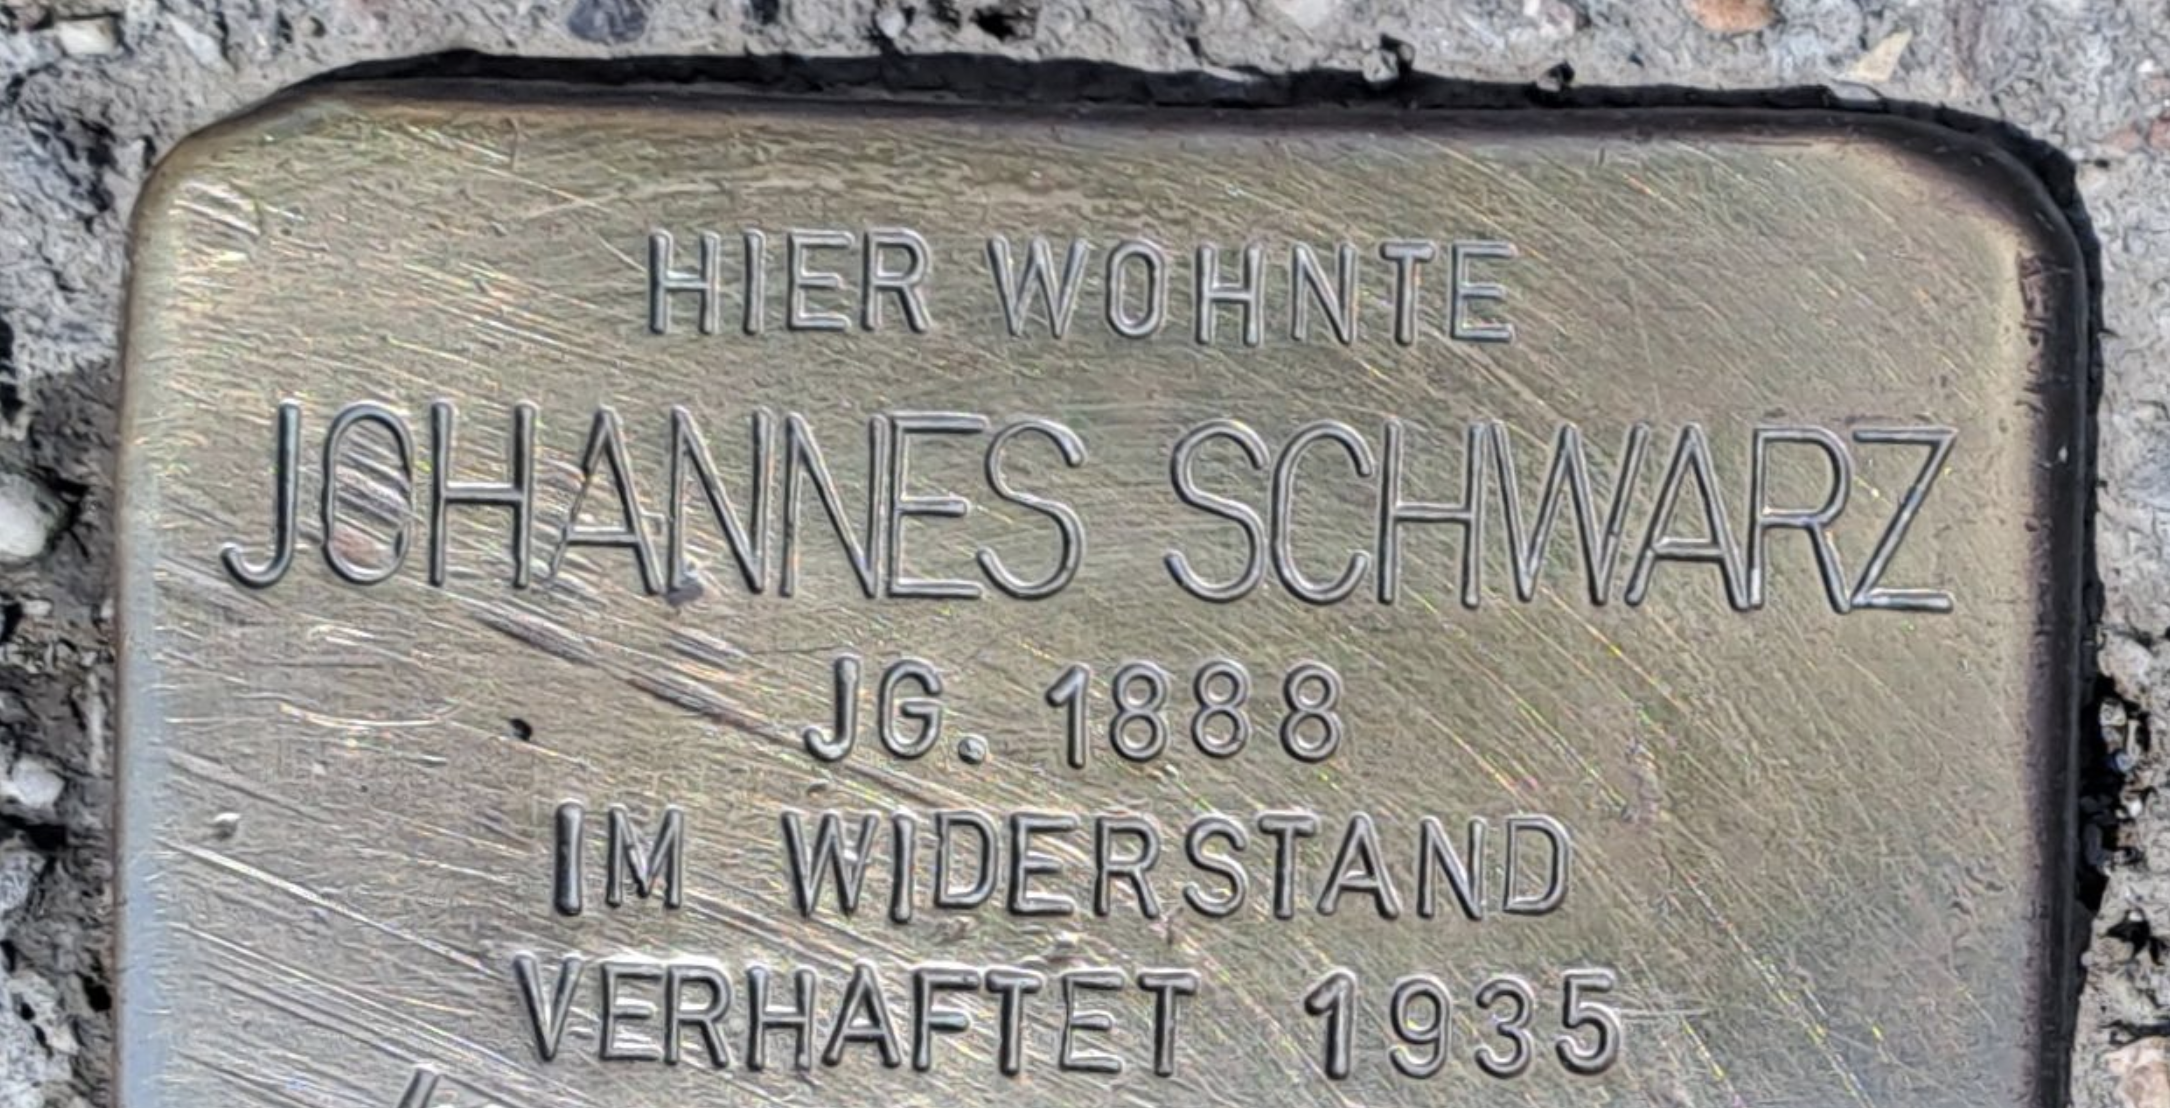 HIER WOHNTE
JOHANNES SCHWARZ
JG. 1888
IM WIDERSTAND
VERHAFTET 1935